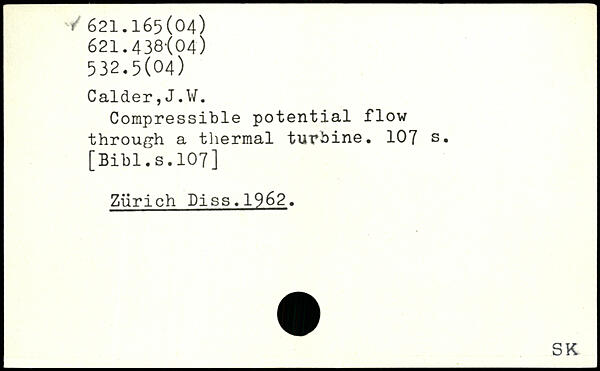 621.165(04)
621.438(04)
532.5(04)
Calder,J.W.
Compressible potential flow
through a thermal turbine. 107 s.
[Bibl.s.107]
Zürich Diss.1962.
SK